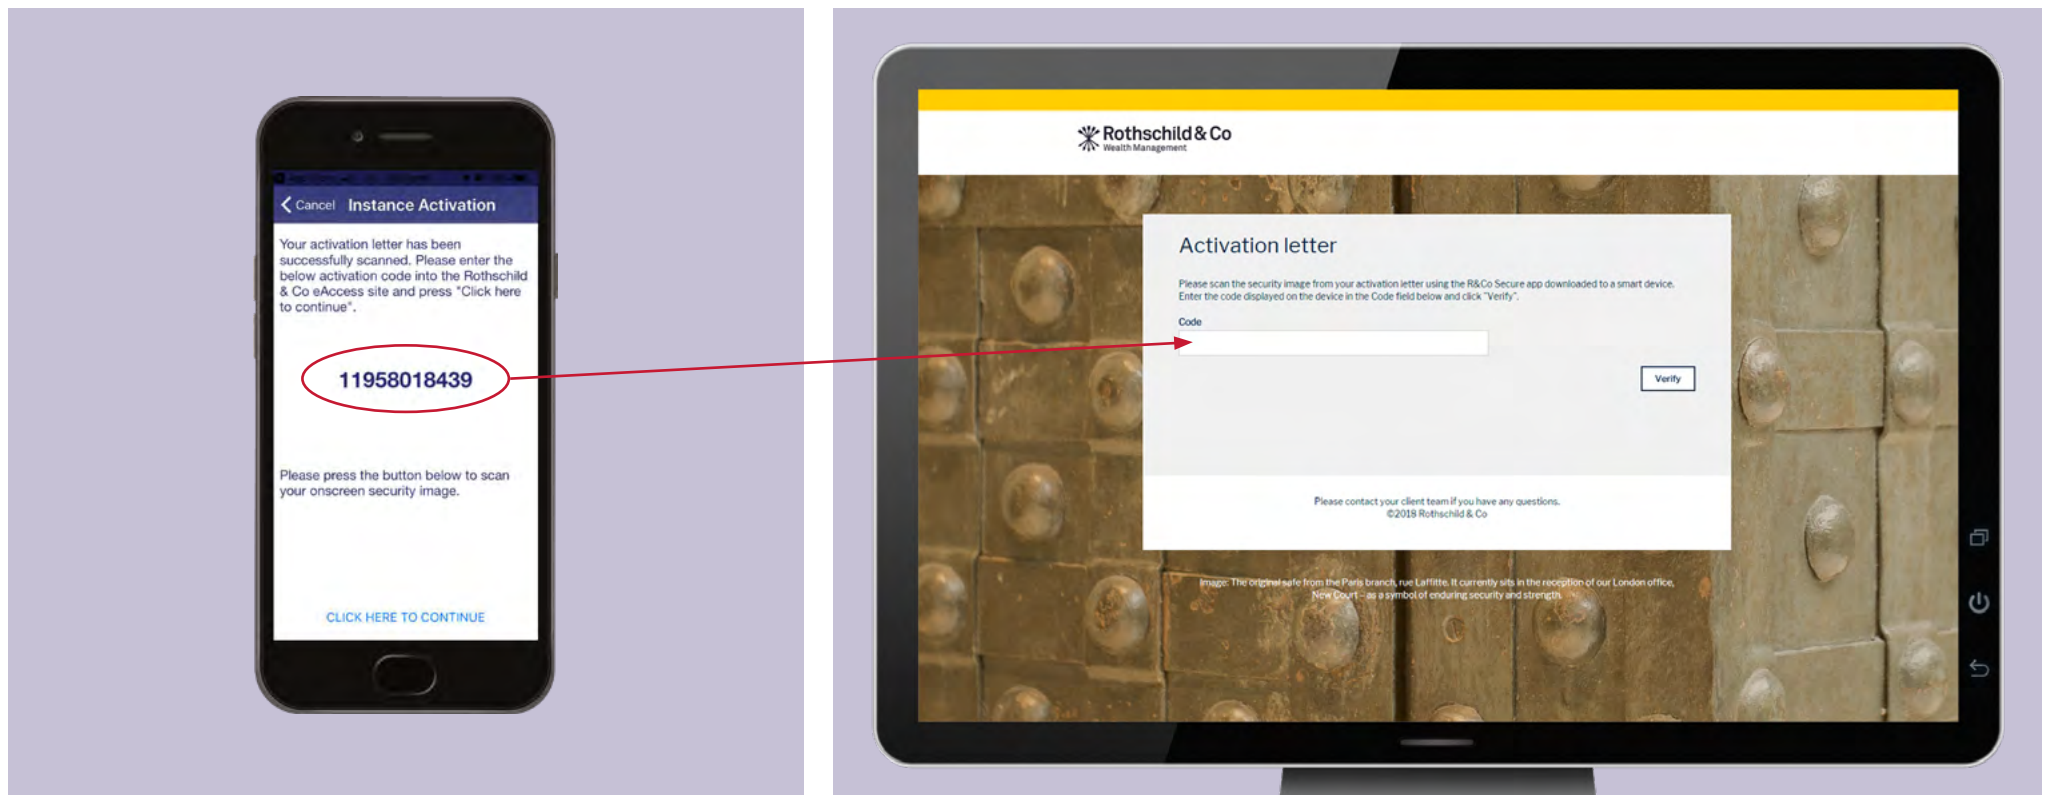 Cancel Instance Activation
Your activation letter has been
successfully scanned. Please enter the
below activation code into the Rothschild
& Co eAccess site and press "Click here
to continue".
11958018439
Please press the button below to scan
your onscreen security image.
CLICK HERE TO CONTINUE
Rothschild & Co
Wealth Management
Activation letter
Please scan the security image from your activation letter using the R&Co Secure app downloaded to a smart device.
Enter the code displayed on the device in the Code field below and click "Verify".
Code
Verify
Please contact your client team if you have any questions.
©2018 Rothschild & Co
Image: The original safe from the Paris branch, rue Laffitte. It currently sits in the reception of our London office,
New Court – as a symbol of enduring security and strength.